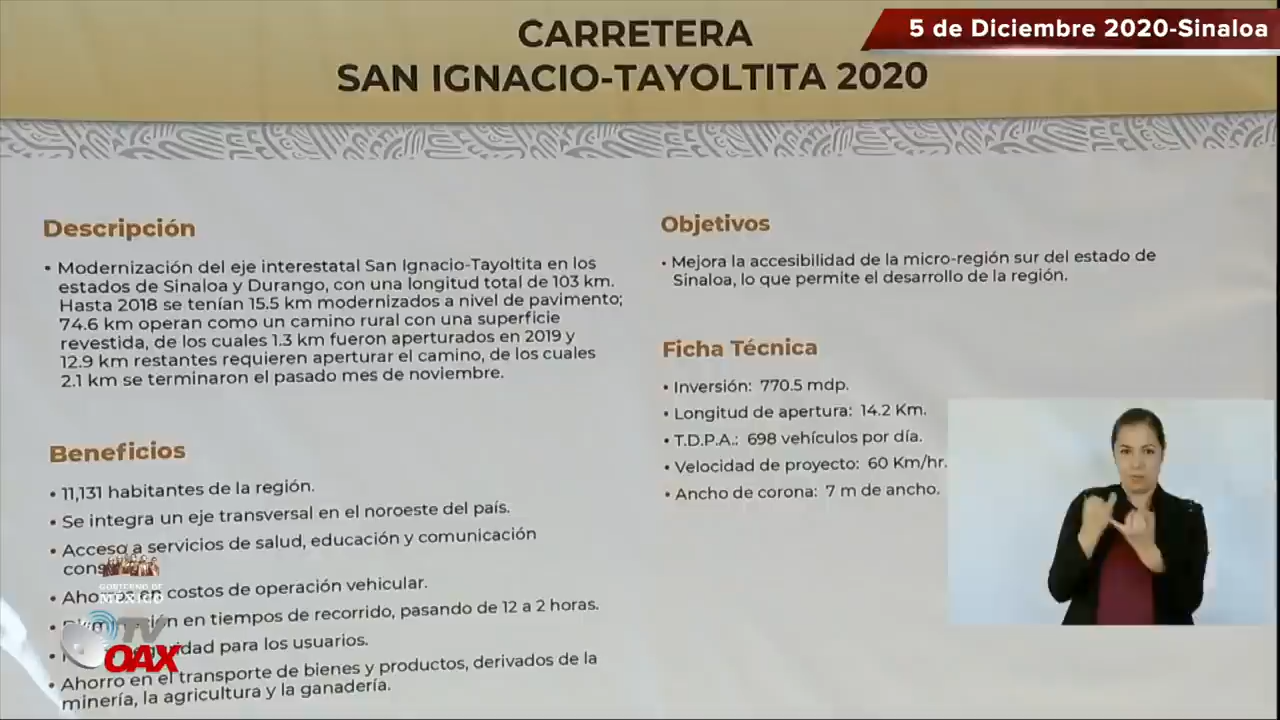 5 de Diciembre 2020-Sinaloa
CARRETERA
SAN IGNACIO-TAYOLTITA 2020
Descripción
• Modernización del eje interestatal San Ignacio-Tayoltita en los
estados de Sinaloa y Durango, con una longitud total de 103 km.
Hasta 2018 se tenían 15.5 km modernizados a nivel de pavimento;
74.6 km operan como un camino rural con una superficie
revestida, de los cuales 1.3 km fueron aperturados en 2019 y
12.9 km restantes requieren aperturar el camino, de los cuales
2.1 km se terminaron el pasado mes de noviembre.
Beneficios
• 11,131 habitantes de la región.
• Se integra un eje transversal en el noroeste del país.
• Acceso a servicios de salud, educación y comunicación
• en costos de operación vehicular.
• en tiempos de recorrido, pasando de 12 a 2 horas.
• para los usuarios.
• Ahorro en el transporte de bienes y productos, derivados de la
minería, la agricultura y la ganadería.
Objetivos
• Mejora la accesibilidad de la micro-región sur del estado de
Sinaloa, lo que permite el desarrollo de la región.
Ficha Técnica
• Inversión: 770.5 mdp.
• Longitud de apertura: 14.2 Km.
• T.D.P.A.: 698 vehículos por día.
• Velocidad de proyecto: 60 Km/hr.
• Ancho de corona: 7 m de ancho.
GOBIERNO DE
MÉXICO
TV
OAX